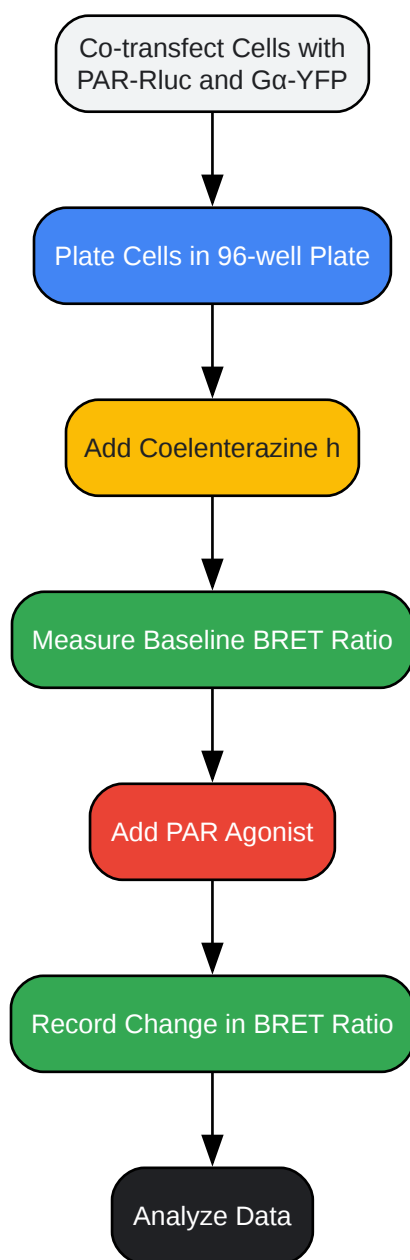 Co-transfect Cells with
PAR-Rluc and Gα-YFP
Plate Cells in 96-well Plate
Add Coelenterazine h
Measure Baseline BRET Ratio
Add PAR Agonist
Record Change in BRET Ratio
Analyze Data